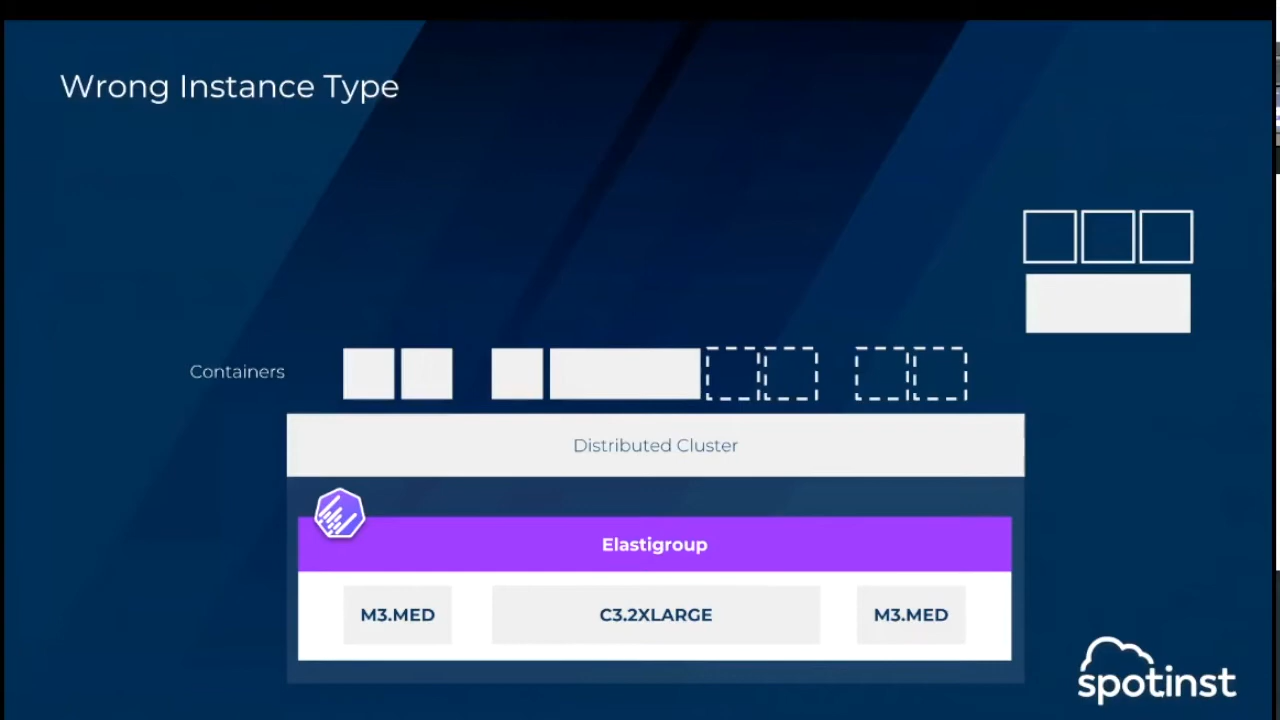 Wrong Instance Type
Containers
Distributed Cluster
Elastigroup
M3.MED
C3.2XLARGE
M3.MED
spotinst